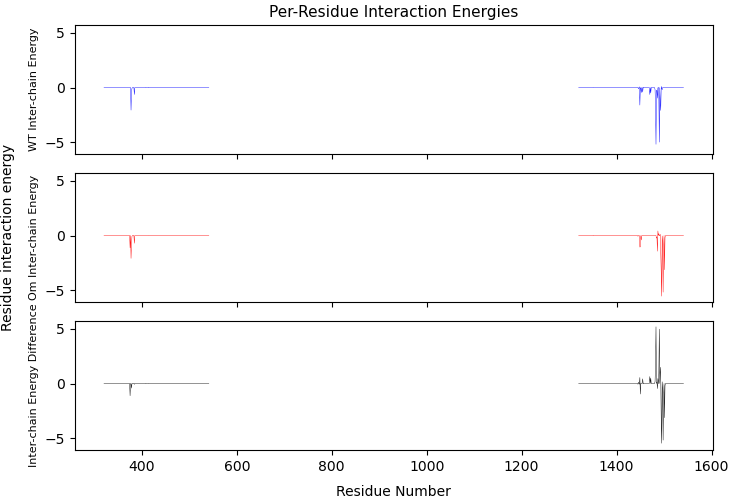 Per-Residue Interaction Energies
Residue interaction energy
WT Inter-chain Energy
5
0
−5
Om Inter-chain Energy
5
0
−5
Inter-chain Energy Difference
5
0
−5
400 600 800 1000 1200 1400 1600
Residue Number